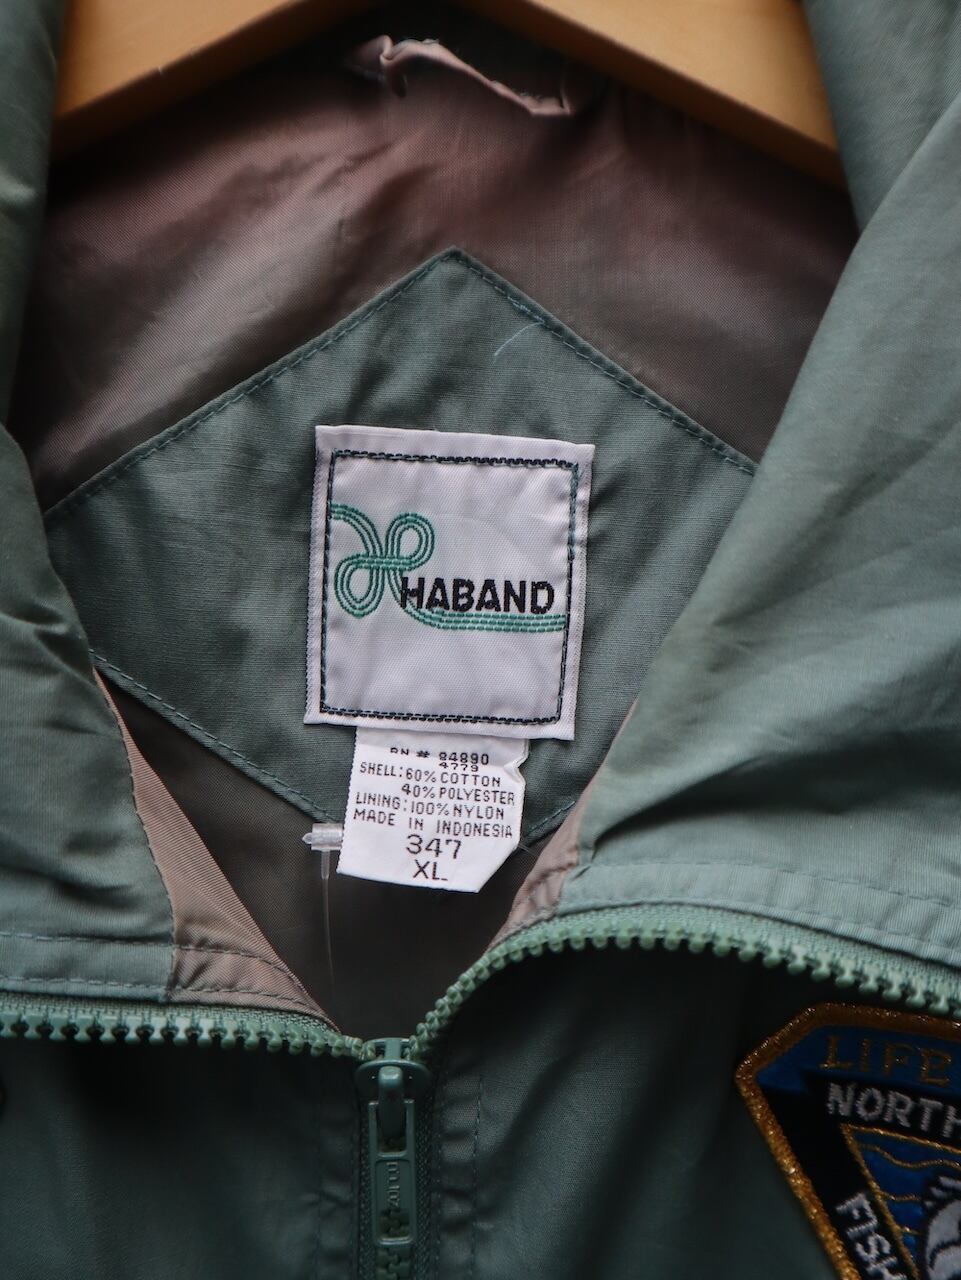 HABAND
RN # 84890
4779
SHELL: 60% COTTON
40% POLYESTER
LINING: 100% NYLON
MADE IN INDONESIA
347
XL
LIFE
NORTH
FISH